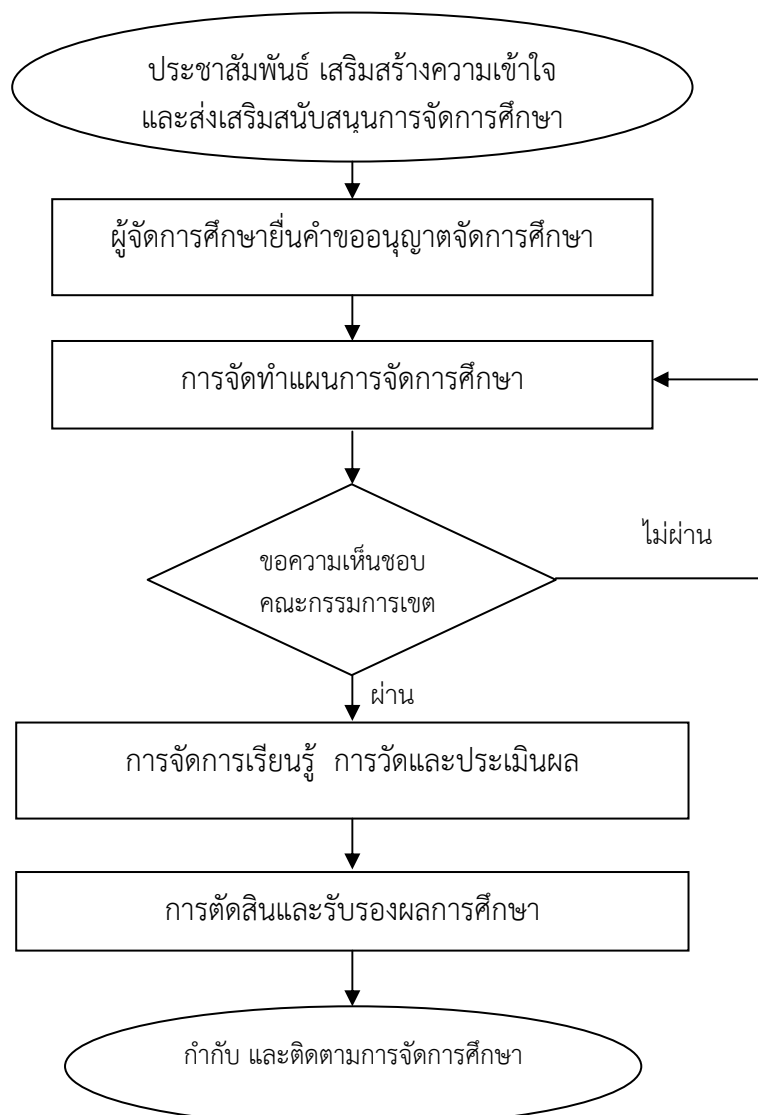 ประชาสัมพันธ์ เสริมสร้างความเข้าใจ
และส่งเสริมสนับสนุนการจัดการศึกษา
ผู้จัดการศึกษายื่นคำขออนุญาตจัดการศึกษา
การจัดทำแผนการจัดการศึกษา
ไม่ผ่าน
ขอความเห็นชอบ
คณะกรรมการเขต
ผ่าน
การจัดการเรียนรู้ การวัดและประเมินผล
การตัดสินและรับรองผลการศึกษา
กำกับ และติดตามการจัดการศึกษา